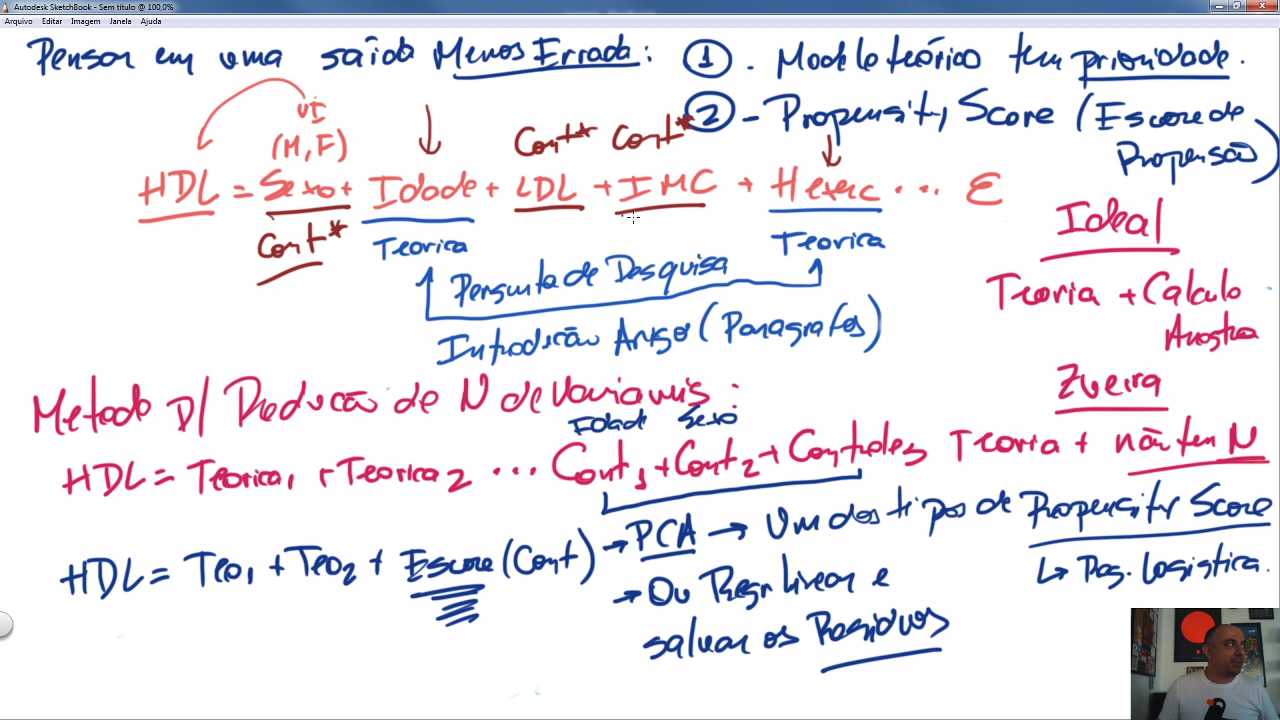 Autodesk SketchBook - Sem título @ 100,0%
Arquivo Editar Imagem Janela Ajuda
Pensar em uma saída Menos Errada:
1. Modelo teórico tem prioridade.
2 - Propensity Score (Escore de Propensão)
VI
(M, F)
Cont* Cont*
HDL = Sexo + Idade + LDL + IMC + Hexerc ... ε
Cont*
Teorica
Teorica
Pergunta de Pesquisa
Introdução Artigo (Paragrafos)
Ideal
Teoria + Calculo
Amostra
Metodo p/ Redução de N de Variaveis:
Zueira
Teoria + não tem N
Idade Sexo
HDL = Teorica1 + Teorica2 ... Cont1 + Cont2 + Controles
HDL = Teo1 + Teo2 + Escore (Cont)
→ PCA → Um dos tipos de Propensity Score
↳ Reg. Logistica.
→ Ou Regr linear e
salvar os Residuos